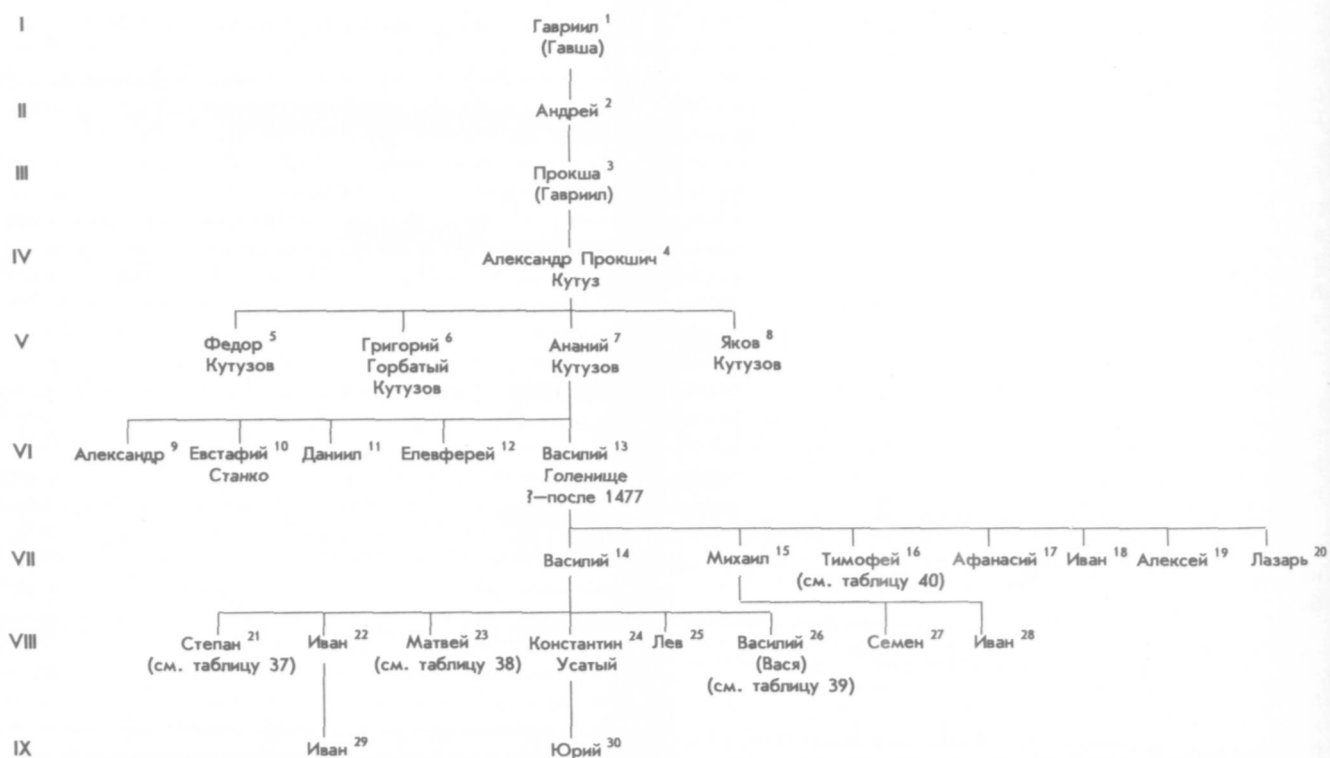 I
Гавриил 1
(Гавша)
II
Андрей 2
III
Прокша 3
(Гавриил)
IV
Александр Прокшич 4
Кутуз
V
Федор 5 Григорий 6 Ананий 7 Яков 8
Кутузов Горбатый Кутузов Кутузов
Кутузов
VI
Александр 9 Евстафий 10 Даниил 11 Елевферей 12 Василий 13
Станко Голенище
?—после 1477
VII
Василий 14 Михаил 15 Тимофей 16 Афанасий 17 Иван 18 Алексей 19 Лазарь 20
(см. таблицу 40)
VIII
Степан 21 Иван 22 Матвей 23 Константин 24 Лев 25 Василий 26 Семен 27 Иван 28
(см. таблицу 37) (см. таблицу 38) Усатый (Вася)
(см. таблицу 39)
IX
Иван 29 Юрий 30